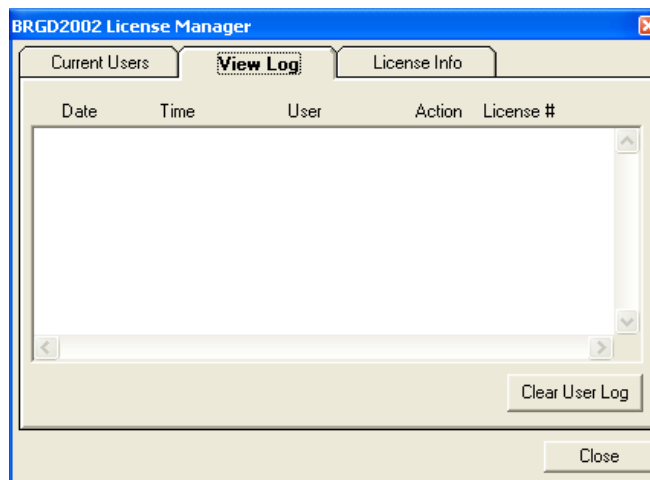 BRGD2002 License Manager
Current Users View Log License Info
Date Time User Action License #
Clear User Log
Close